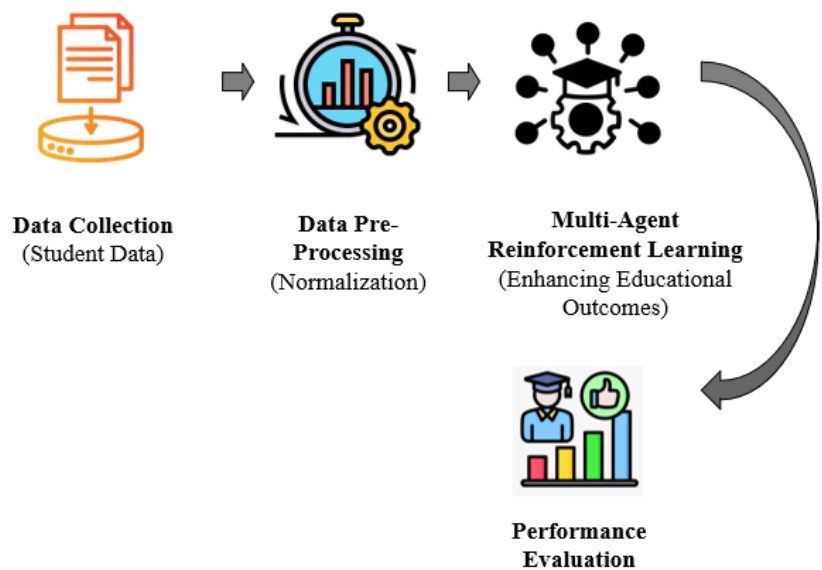 Data Collection
(Student Data)
Data Pre-
Processing
(Normalization)
Multi-Agent
Reinforcement Learning
(Enhancing Educational
Outcomes)
Performance
Evaluation